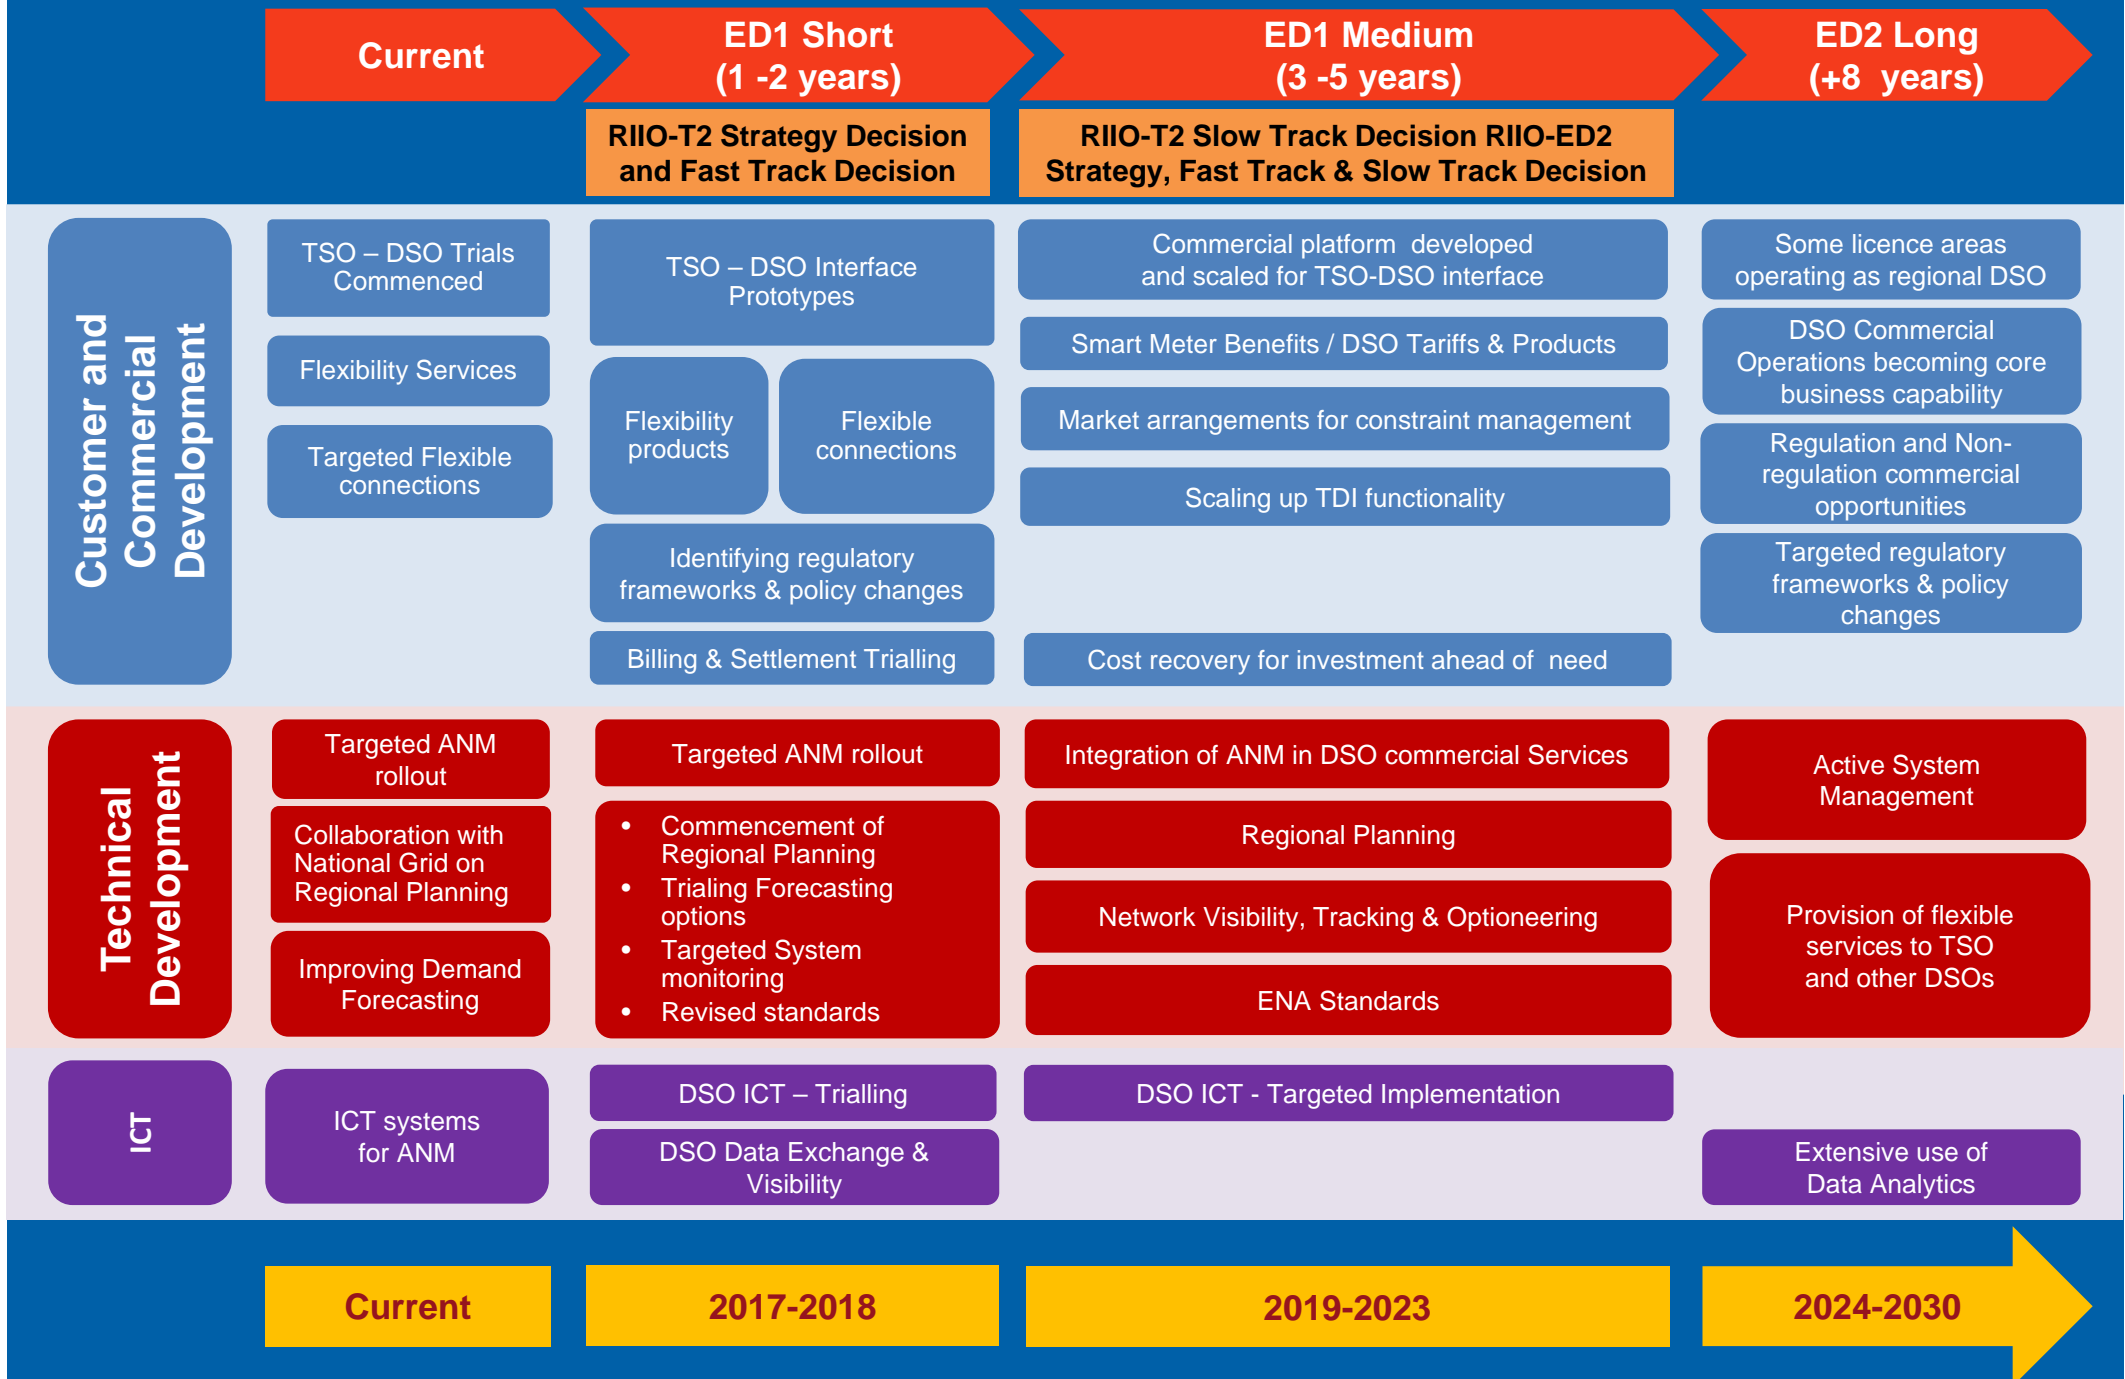 Current
ED1 Short
(1 -2 years)
ED1 Medium
(3 -5 years)
ED2 Long
(+8 years)
RIIO-T2 Strategy Decision
and Fast Track Decision
RIIO-T2 Slow Track Decision RIIO-ED2
Strategy, Fast Track & Slow Track Decision
Customer and
Commercial
Development
TSO – DSO Trials
Commenced
Flexibility Services
Targeted Flexible
connections
TSO – DSO Interface
Prototypes
Flexibility
products
Flexible
connections
Identifying regulatory
frameworks & policy changes
Billing & Settlement Trialling
Commercial platform developed
and scaled for TSO-DSO interface
Smart Meter Benefits / DSO Tariffs & Products
Market arrangements for constraint management
Scaling up TDI functionality
Cost recovery for investment ahead of need
Some licence areas
operating as regional DSO
DSO Commercial
Operations becoming core
business capability
Regulation and Non-
regulation commercial
opportunities
Targeted regulatory
frameworks & policy
changes
Technical
Development
Targeted ANM
rollout
Collaboration with
National Grid on
Regional Planning
Improving Demand
Forecasting
Targeted ANM rollout
• Commencement of
Regional Planning
• Trialing Forecasting
options
• Targeted System
monitoring
• Revised standards
Integration of ANM in DSO commercial Services
Regional Planning
Network Visibility, Tracking & Optioneering
ENA Standards
Active System
Management
Provision of flexible
services to TSO
and other DSOs
ICT
ICT systems
for ANM
DSO ICT – Trialling
DSO Data Exchange &
Visibility
DSO ICT - Targeted Implementation
Extensive use of
Data Analytics
Current
2017-2018
2019-2023
2024-2030